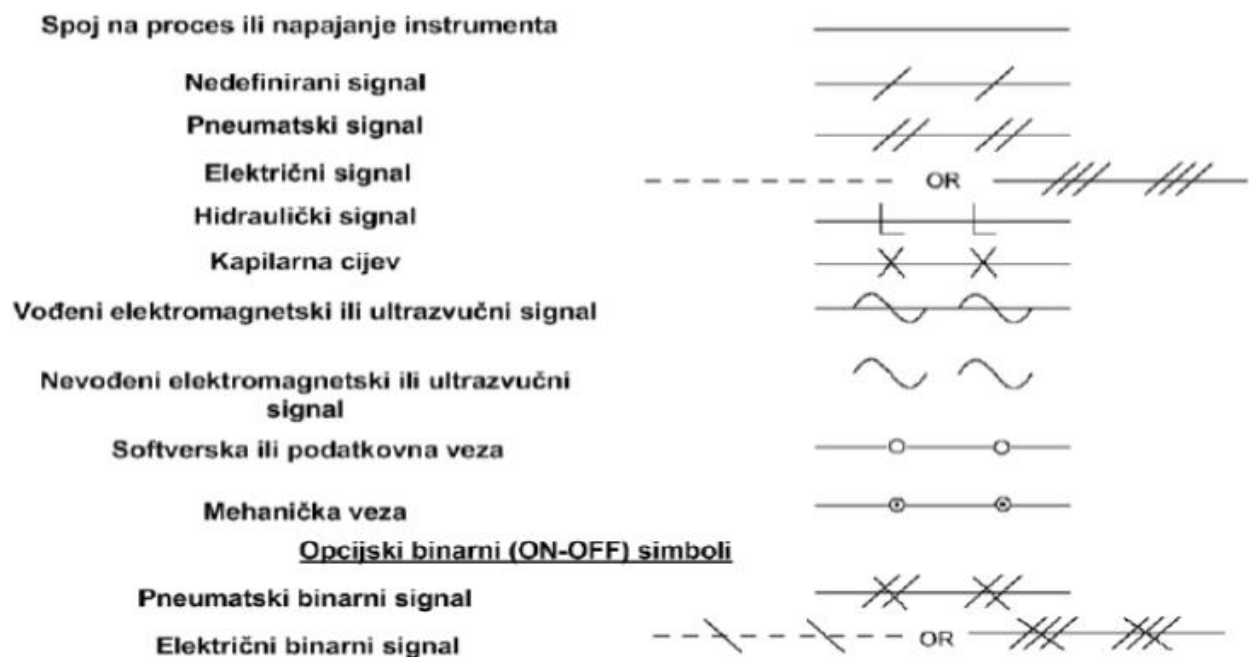 Spoj na proces ili napajanje instrumenta
Nedefinirani signal
Pneumatski signal
Električni signal
OR
Hidraulički signal
Kapilarna cijev
Vođeni elektromagnetski ili ultrazvučni signal
Nevođeni elektromagnetski ili ultrazvučni
signal
Softverska ili podatkovna veza
Mehanička veza
Opcijski binarni (ON-OFF) simboli
Pneumatski binarni signal
Električni binarni signal
OR